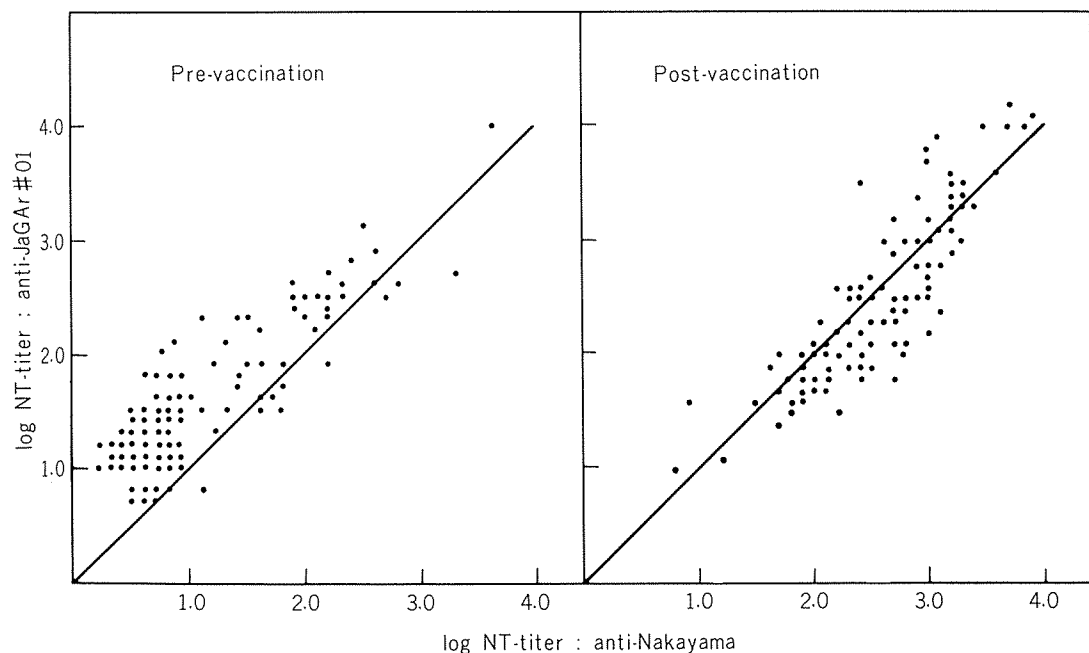 Pre-vaccination
Post-vaccination
log NT-titer : anti-JaGAr#01
4.0
3.0
2.0
1.0
1.0 2.0 3.0 4.0
1.0 2.0 3.0 4.0
log NT-titer : anti-Nakayama